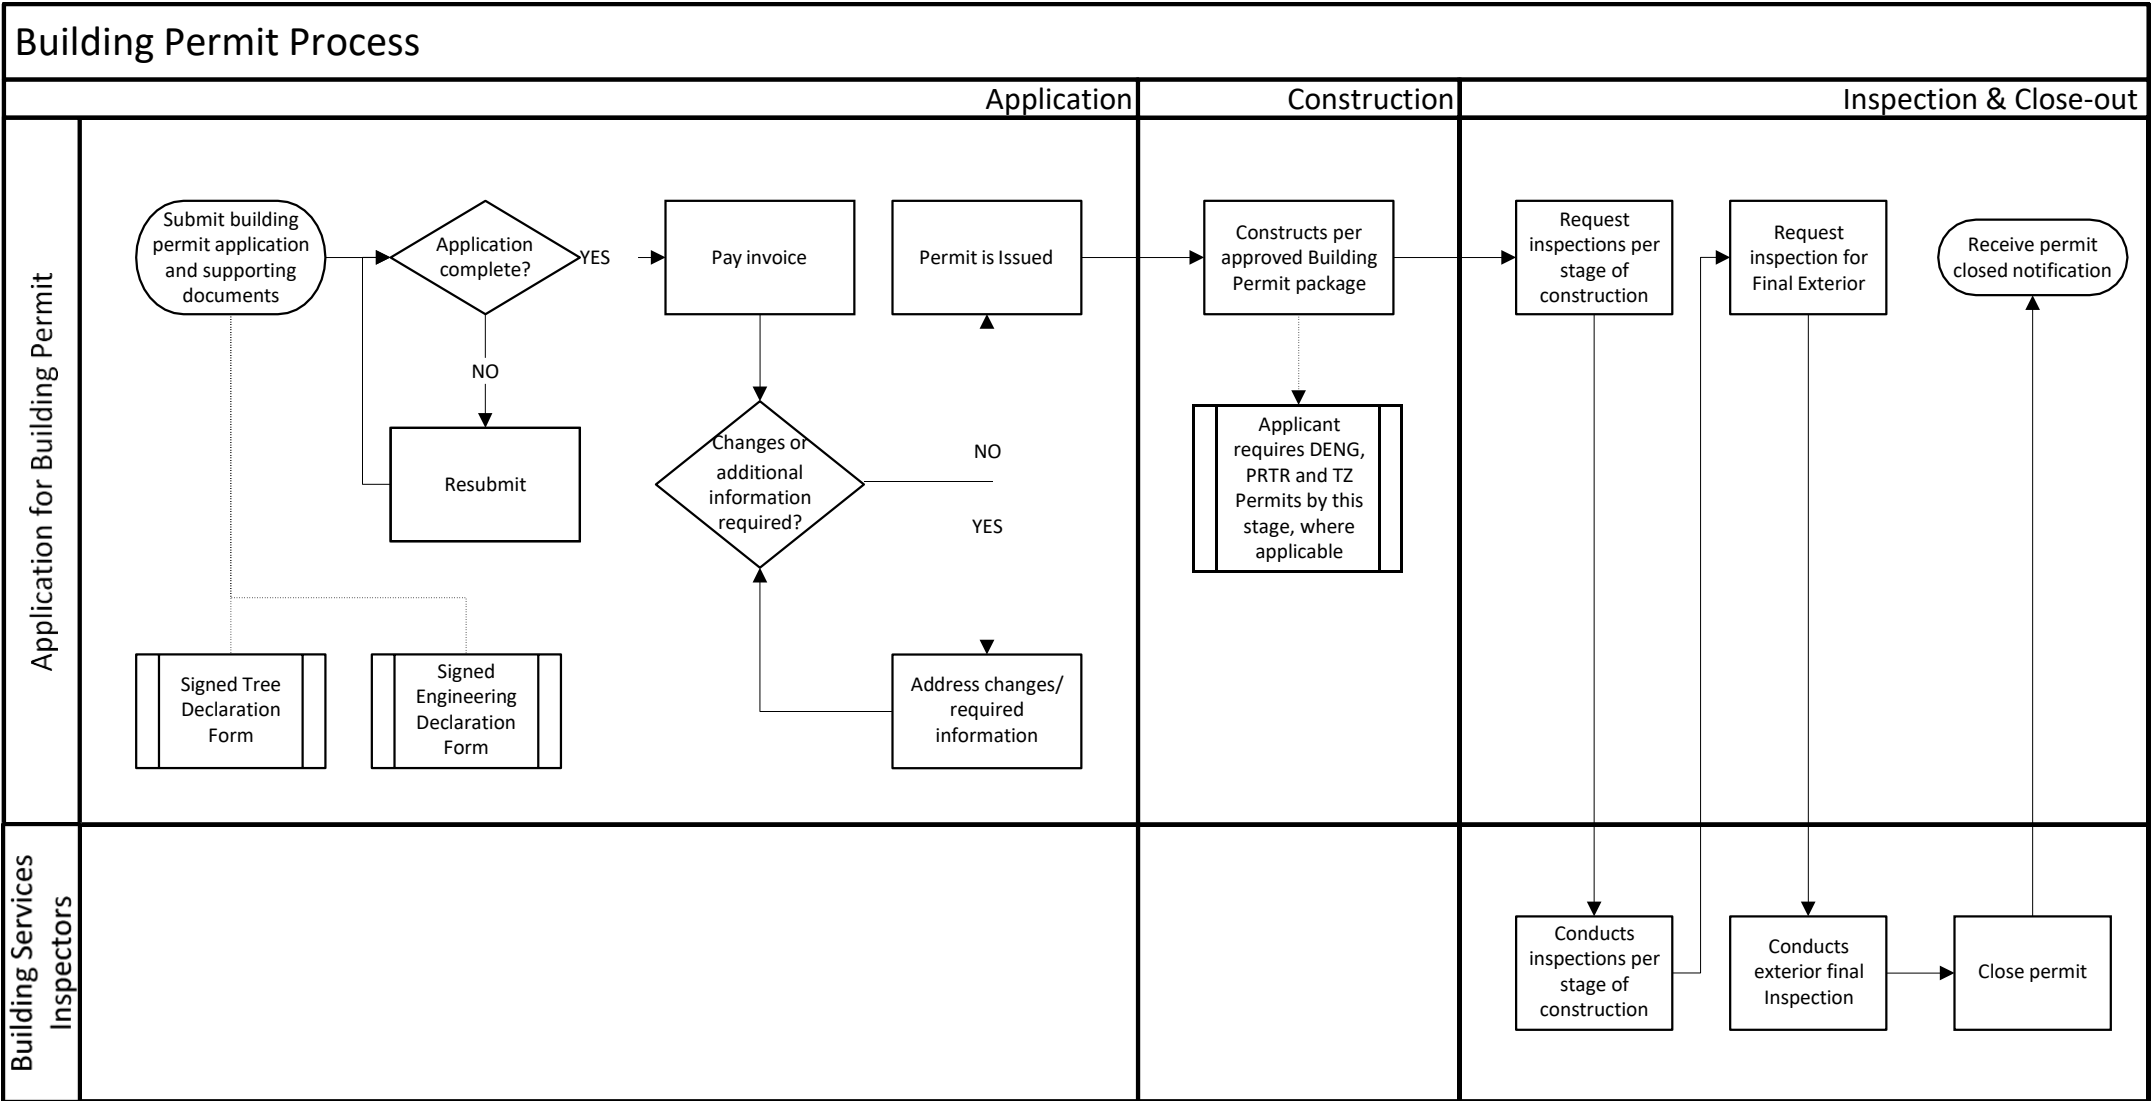 Building Permit Process
Application
Construction
Inspection & Close-out
Application for Building Permit
Submit building
permit application
and supporting
documents
Application
complete?
YES
NO
Resubmit
Signed Tree
Declaration
Form
Signed
Engineering
Declaration
Form
Pay invoice
Changes or
additional
information
required?
NO
YES
Permit is Issued
Address changes/
required
information
Constructs per
approved Building
Permit package
Applicant
requires DENG,
PRTR and TZ
Permits by this
stage, where
applicable
Request
inspections per
stage of
construction
Request
inspection for
Final Exterior
Receive permit
closed notification
Building Services
Inspectors
Conducts
inspections per
stage of
construction
Conducts
exterior final
Inspection
Close permit